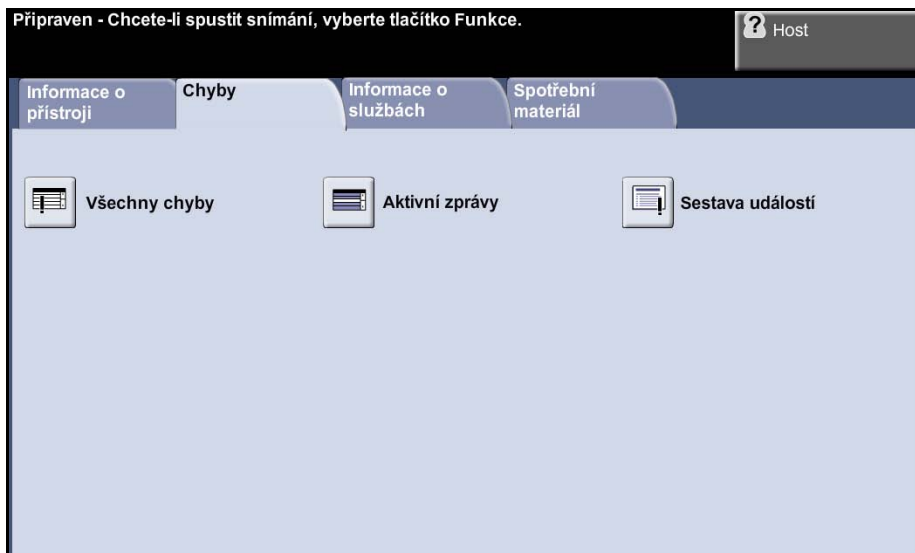 Připraven - Chcete-li spustit snímání, vyberte tlačítko Funkce.
? Host
Informace o
přístroji
Chyby
Informace o
službách
Spotřební
materiál
Všechny chyby
Aktivní zprávy
Sestava událostí